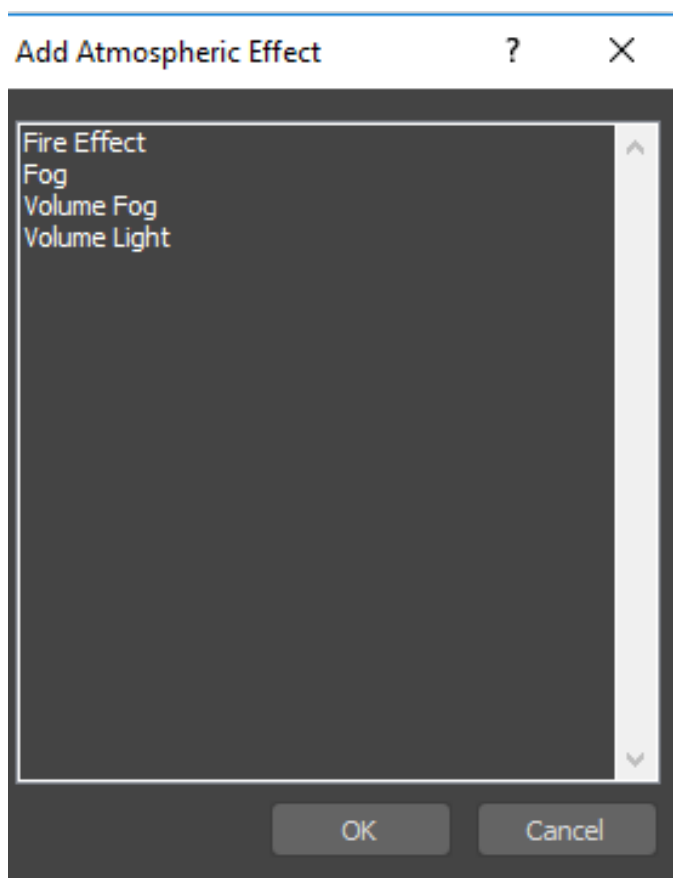 Add Atmospheric Effect ?
Fire Effect
Fog
Volume Fog
Volume Light
OK Cancel